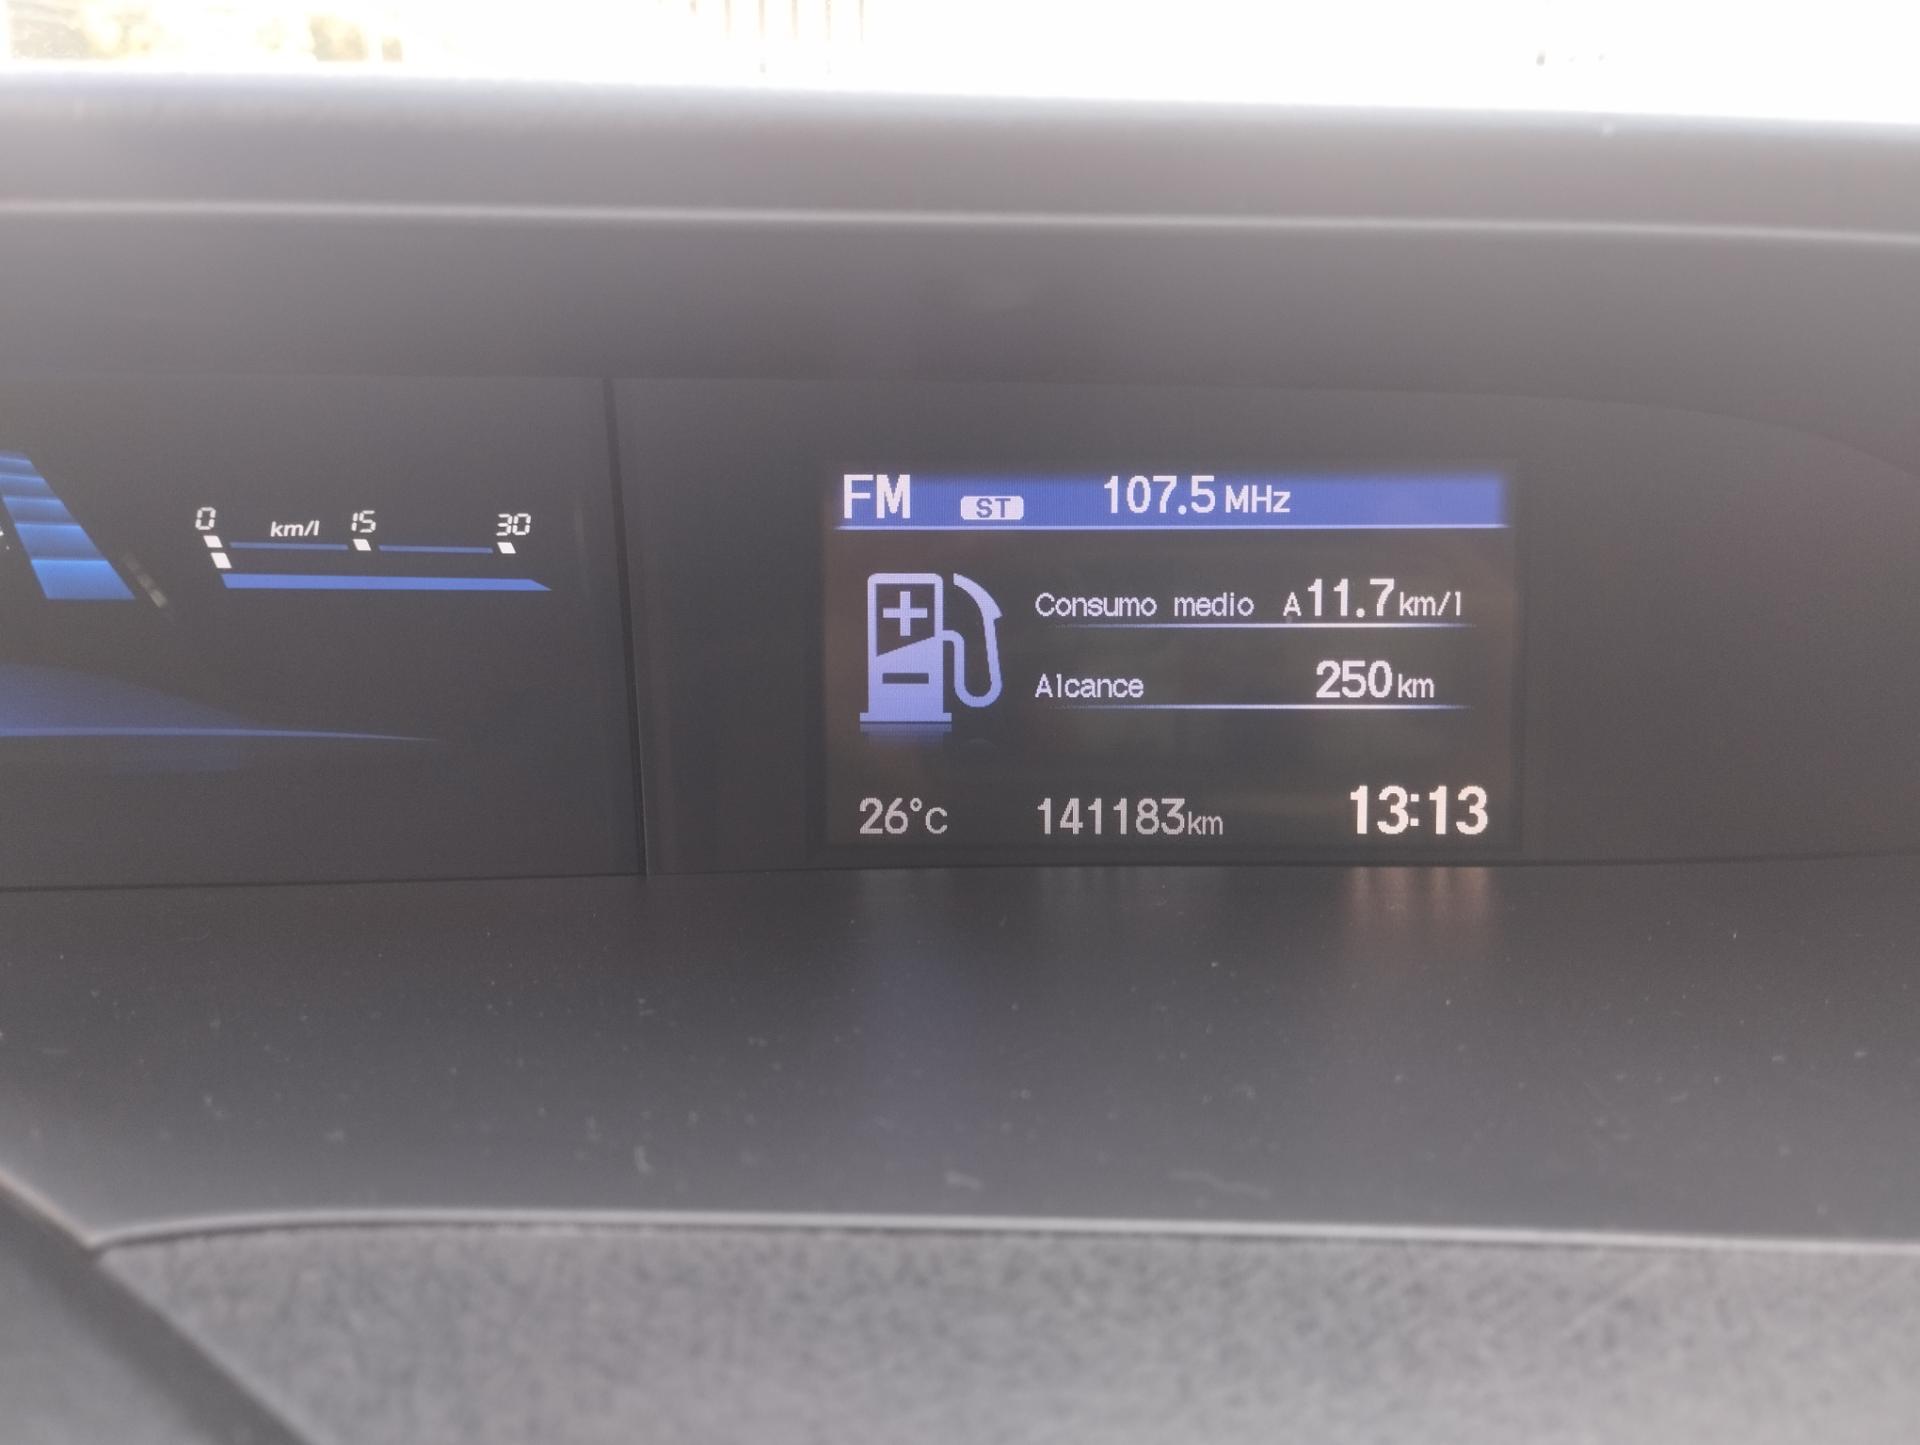 0 km/l 15 30
FM ST 107.5 MHz
Consumo medio A 11.7 km/l
Alcance 250 km
26°C 141183 km 13:13